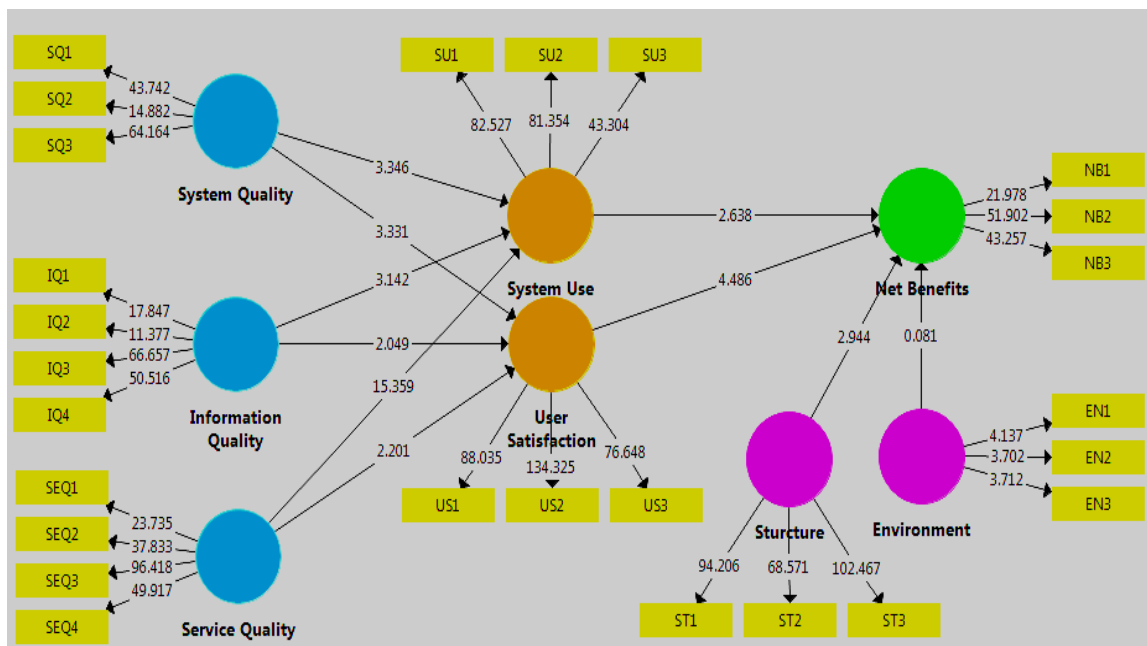 SQ1
SQ2
SQ3
43.742
14.882
64.164
System Quality
IQ1
IQ2
IQ3
IQ4
17.847
11.377
66.657
50.516
Information
Quality
SEQ1
SEQ2
SEQ3
SEQ4
23.735
37.833
96.418
49.917
Service Quality
3.346
3.331
3.142
2.049
15.359
2.201
SU1
SU2
SU3
82.527
81.354
43.304
System Use
User
Satisfaction
88.035
134.325
76.648
US1
US2
US3
2.638
4.486
2.944
0.081
Net Benefits
21.978
51.902
43.257
NB1
NB2
NB3
Sturcture
94.206
68.571
102.467
ST1
ST2
ST3
Environment
4.137
3.702
3.712
EN1
EN2
EN3